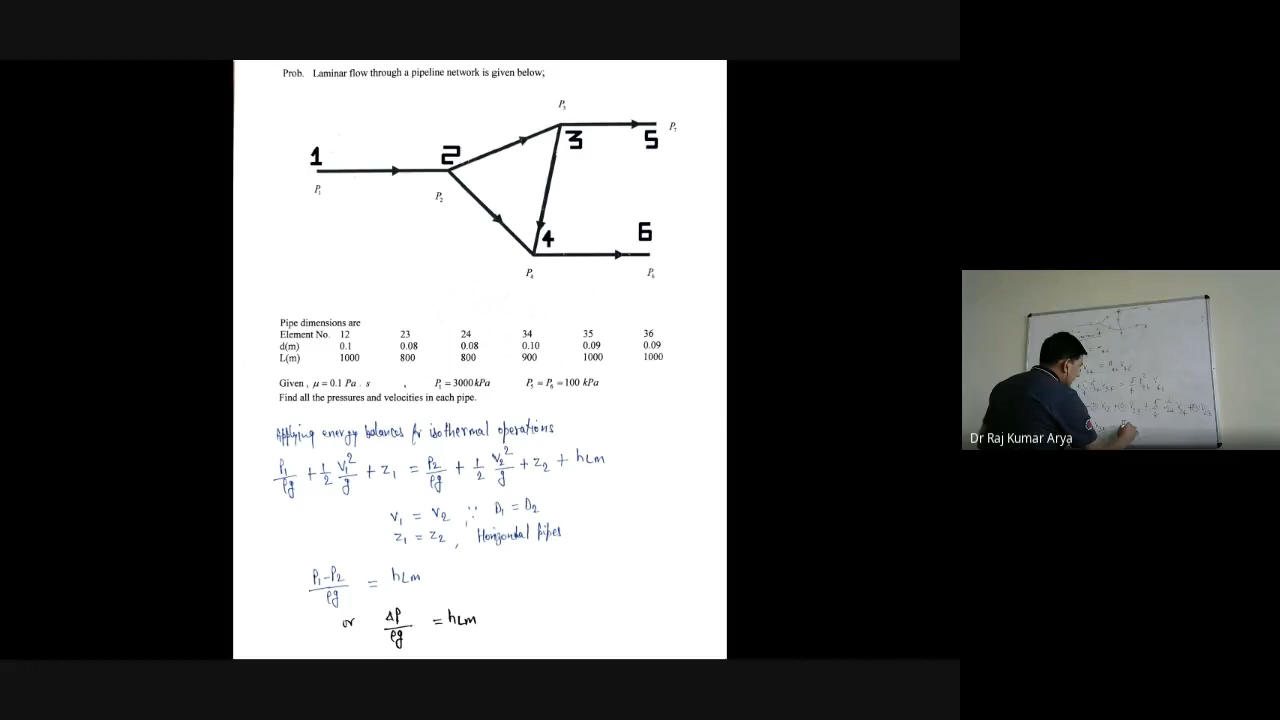 Prob. Laminar flow through a pipeline network is given below;
P3
3
5
P7
1
2
P1
P2
4
6
P4
P6
Pipe dimensions are
Element No. 12 23 24 34 35 36
d(m) 0.1 0.08 0.08 0.10 0.09 0.09
L(m) 1000 800 800 900 1000 1000
Given, μ = 0.1 Pa . s , P1 = 3000 kPa P5 = P6 = 100 kPa
Find all the pressures and velocities in each pipe.
Applying energy balances for isothermal operations
P1/ρg + 1/2 V1²/g + Z1 = P2/ρg + 1/2 V2²/g + Z2 + hLm
V1 = V2 , ∵ D1 = D2
Z1 = Z2 , Horizondal pipes
P1-P2/ρg = hLm
or ΔP/ρg = hLm
Dr Raj Kumar Arya